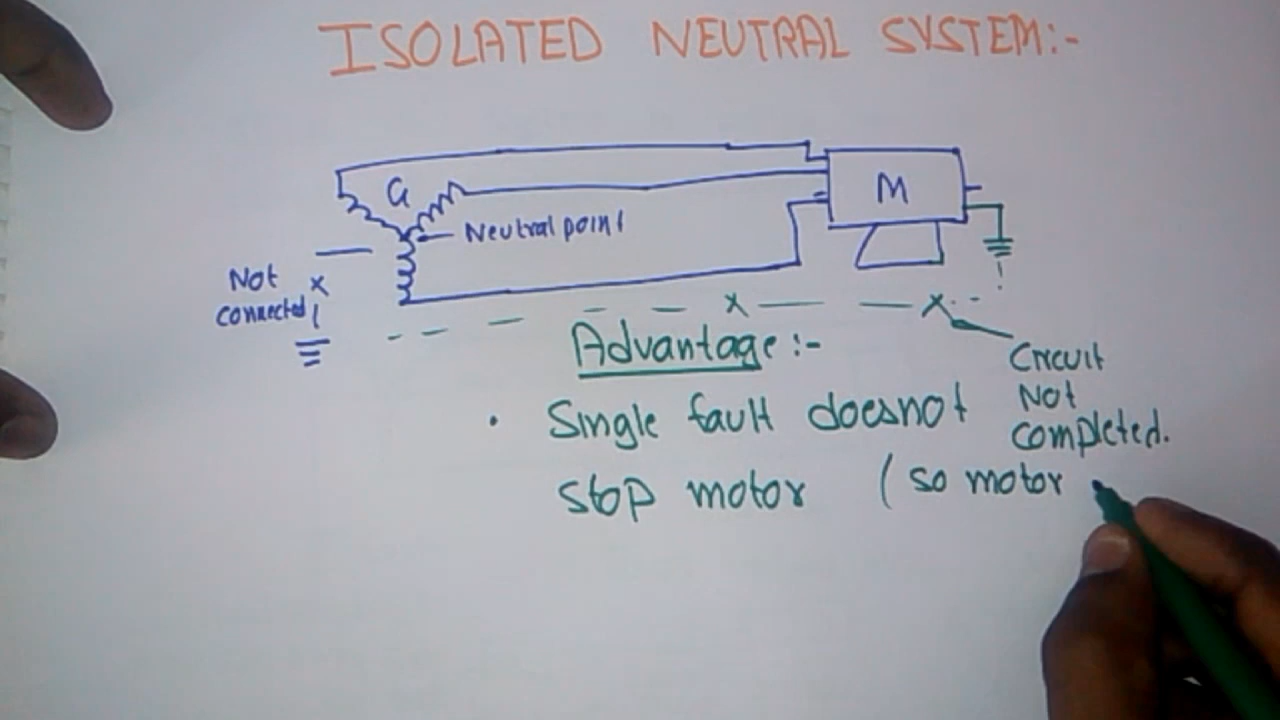 ISOLATED NEUTRAL SYSTEM:-
G
M
Neutral point
Not
connected
Advantage:-
Circuit
Not
completed.
• Single fault doesnot
stop motor (so motor